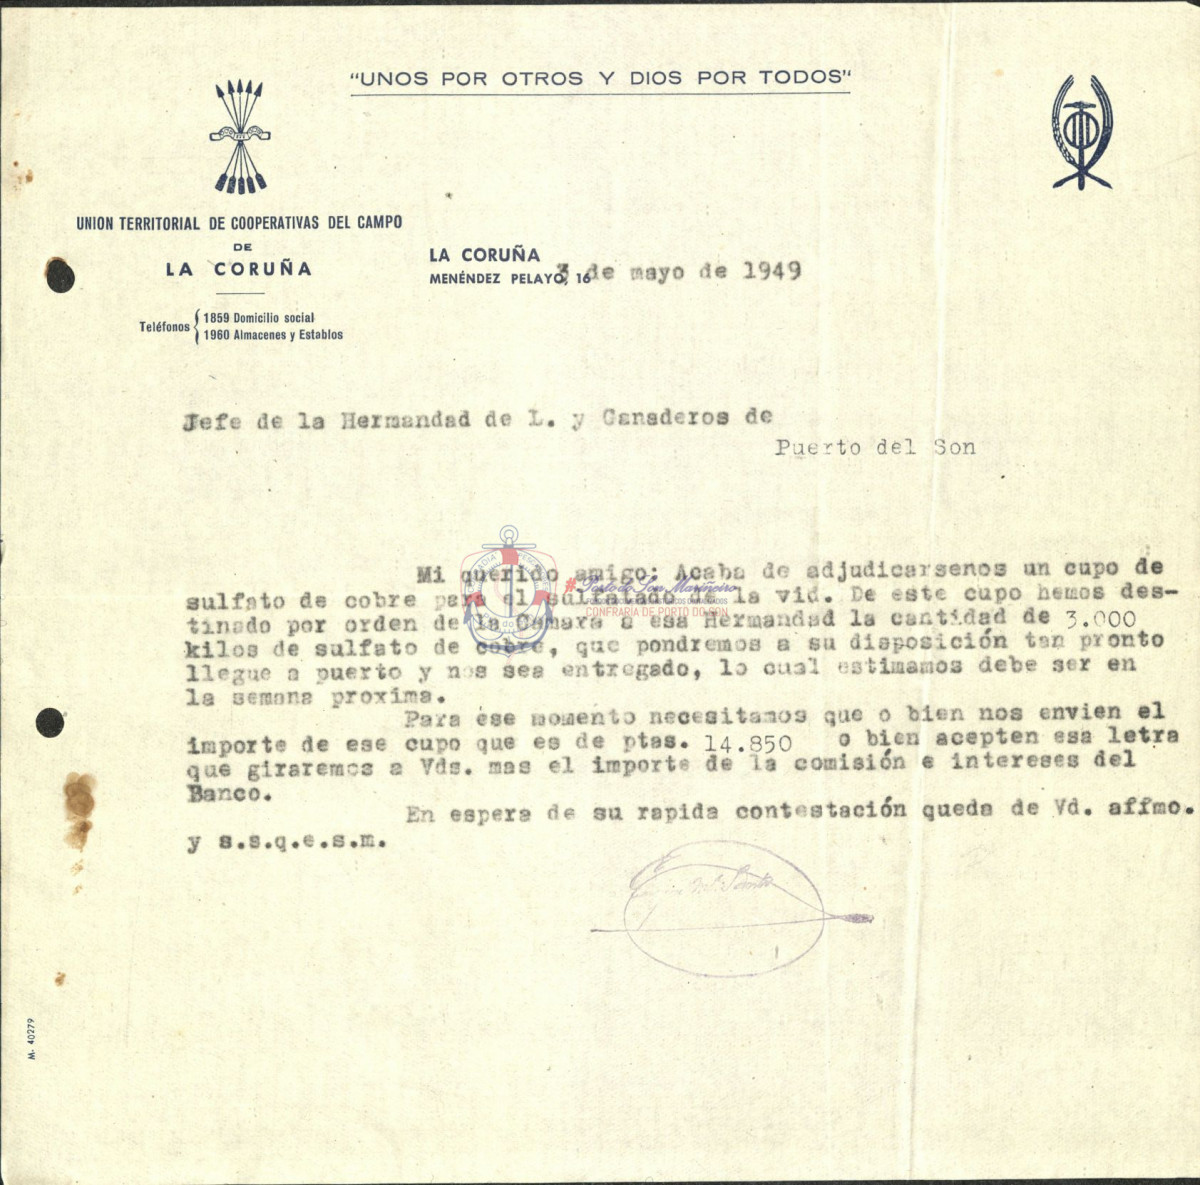 "UNOS POR OTROS Y DIOS POR TODOS"
UNION TERRITORIAL DE COOPERATIVAS DEL CAMPO
DE
LA CORUÑA
Teléfonos { 1859 Domicilio social
1960 Almacenes y Establos
LA CORUÑA
MENÉNDEZ PELAYO, 16
3 de mayo de 1949
Jefe de la Hermandad de L. y Ganaderos de
Puerto del Son
Mi querido amigo: Acaba de adjudicarsenos un cupo de
sulfato de cobre para el sulfatado de la vid. De este cupo hemos des-
tinado por orden de la Camara a esa Hermandad la cantidad de 3.000
kilos de sulfato de cobre, que pondremos a su disposición tan pronto
llegue a puerto y nos sea entregado, lo cual estimamos debe ser en
la semana proxima.
Para ese momento necesitamos que o bien nos envien el
importe de ese cupo que es de ptas. 14.850 o bien acepten esa letra
que giraremos a Vds. mas el importe de la comisión e intereses del
Banco.
En espera de su rapida contestación queda de Vd. affmo.
y s.s.q.e.s.m.
#Porto do Son Mariñeiro
CONFRARIA DE PORTO DO SON
M. 40279